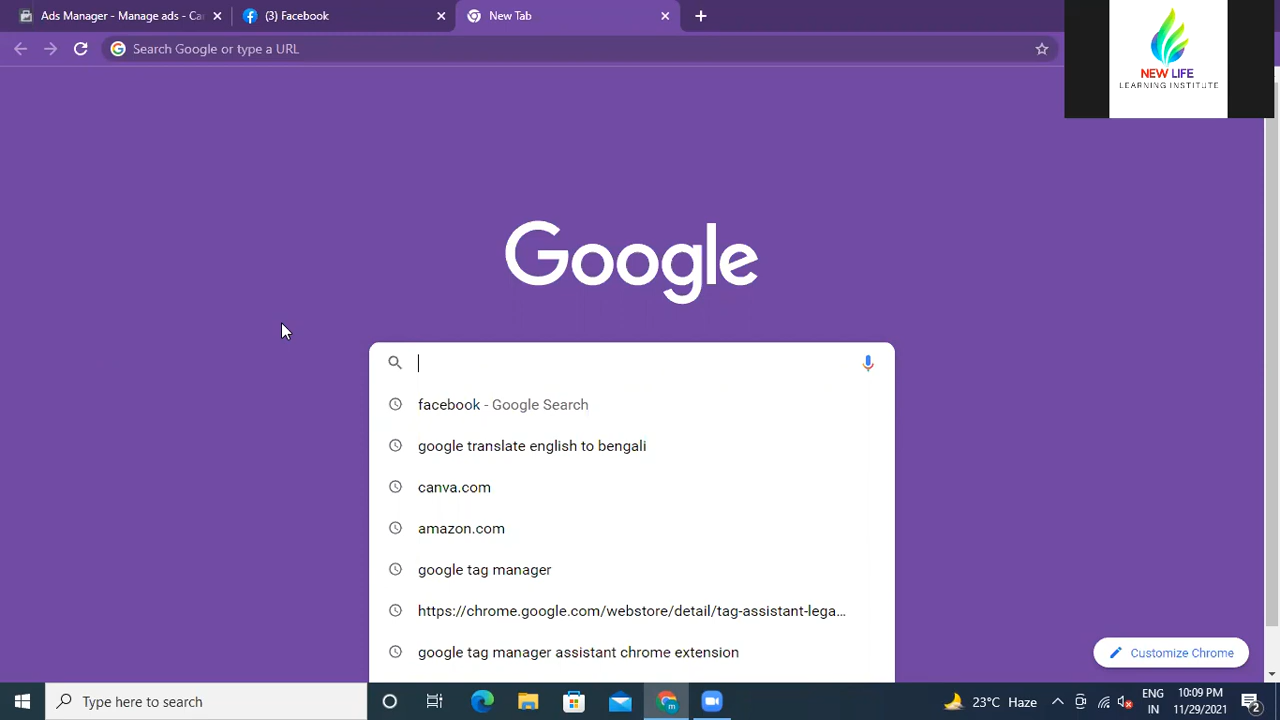 Ads Manager - Manage ads - Ca
(3) Facebook
New Tab
Search Google or type a URL
NEW LIFE
LEARNING INSTITUTE
Google
facebook - Google Search
google translate english to bengali
canva.com
amazon.com
google tag manager
https://chrome.google.com/webstore/detail/tag-assistant-lega...
google tag manager assistant chrome extension
Customize Chrome
Type here to search
m
23°C Haze
ENG
IN
10:09 PM
11/29/2021
2